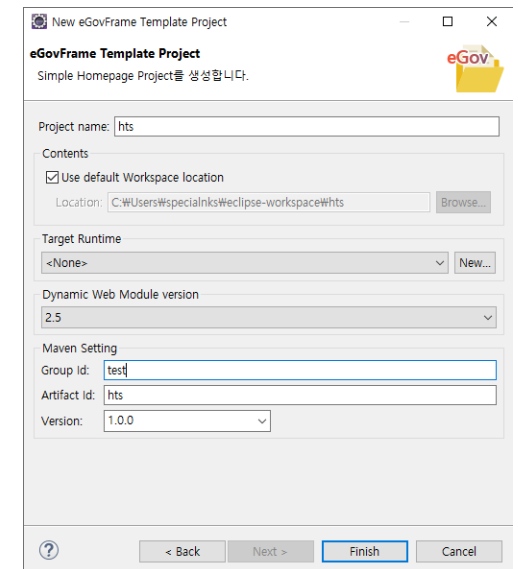 New eGovFrame Template Project
eGovFrame Template Project
Simple Homepage Project를 생성합니다.
eGov
Project name: hts
Contents
Use default Workspace location
Location: C:₩Users₩specialnks₩eclipse-workspace₩hts Browse...
Target Runtime
<None> New...
Dynamic Web Module version
2.5
Maven Setting
Group Id: test
Artifact Id: hts
Version: 1.0.0
? < Back Next > Finish Cancel